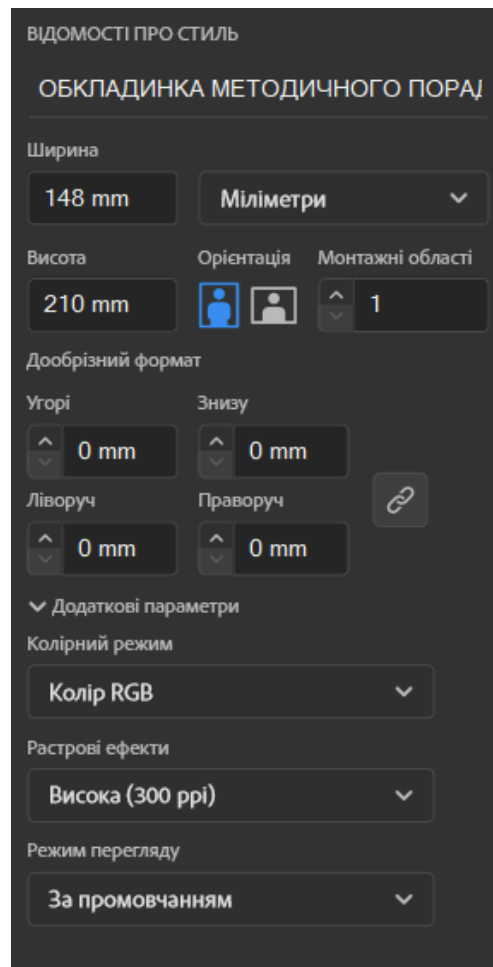 ВІДОМОСТІ ПРО СТИЛЬ
ОБКЛАДИНКА МЕТОДИЧНОГО
Ширина
148 mm Міліметри
Висота Орієнтація Монтажні області
210 mm 1
Дообрізний формат
Угорі Знизу
0 mm 0 mm
Ліворуч Праворуч
0 mm 0 mm
Додаткові параметри
Колірний режим
Колір RGB
Растрові ефекти
Висока (300 ppi)
Режим перегляду
За промовчанням